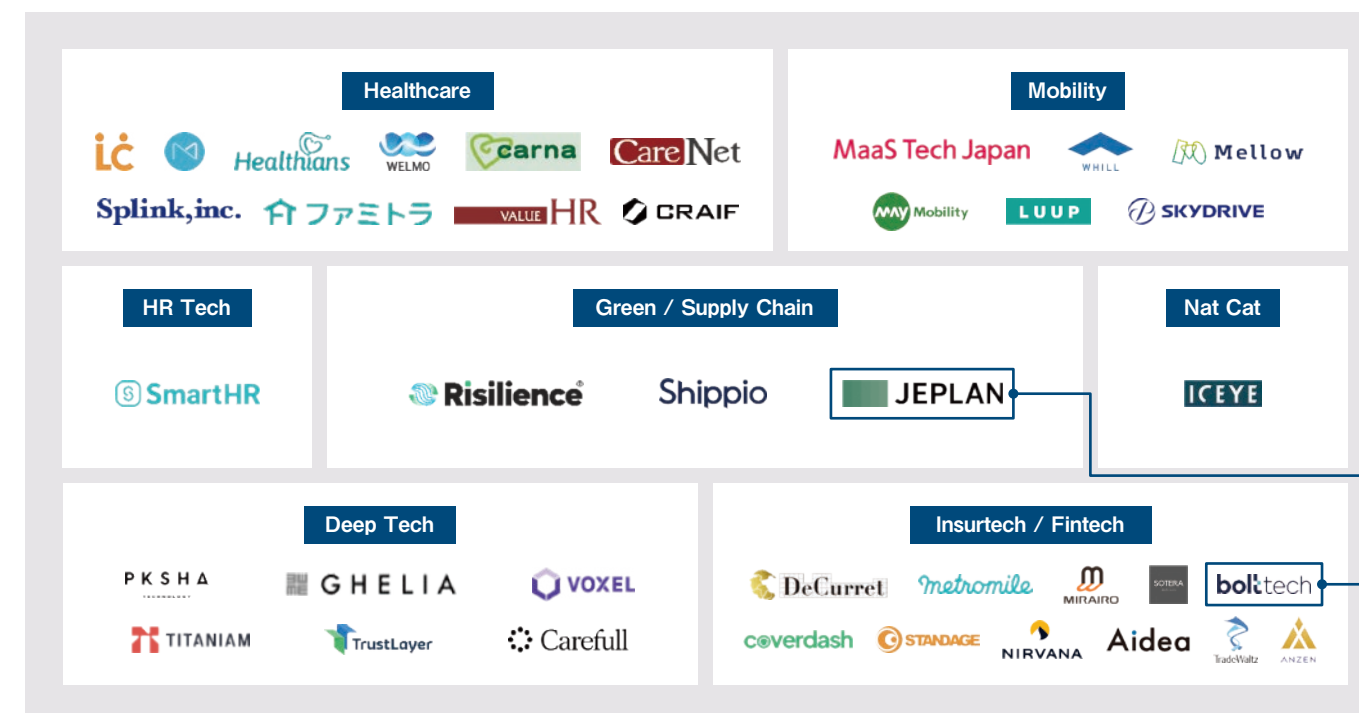 Healthcare
Healthians
WELMO
carna
CareNet
Splink,inc.
ファミトラ
VALUE HR
CRAIF
Mobility
MaaS Tech Japan
WHILL
Mellow
MAY Mobility
LUUP
SKYDRIVE
HR Tech
SmartHR
Green / Supply Chain
Risilience®
Shippio
JEPLAN
Nat Cat
ICEYE
Deep Tech
PKSHA
GHELIA
VOXEL
TITANIAM
TrustLayer
Carefull
Insurtech / Fintech
DeCurret
metromile
MIRAIRO
SOTERA
bolttech
coverdash
STANDAGE
NIRVANA
Aidea
TradeWaltz
ANZEN